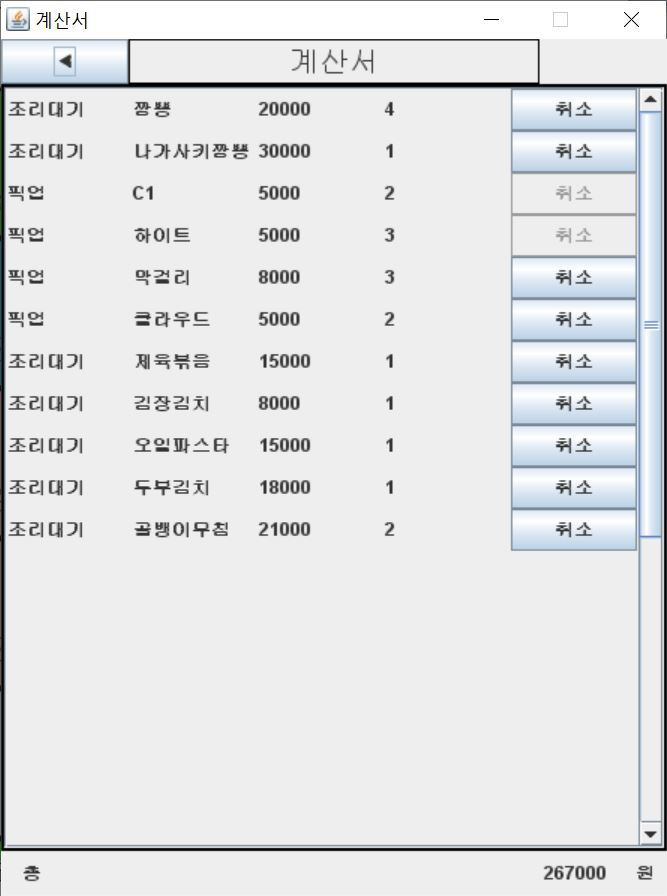 계산서
계산서
조리대기 짬뽕 20000 4 취소
조리대기 나가사키짬뽕 30000 1 취소
픽업 C1 5000 2 취소
픽업 하이트 5000 3 취소
픽업 막걸리 8000 3 취소
픽업 클라우드 5000 2 취소
조리대기 제육볶음 15000 1 취소
조리대기 김장김치 8000 1 취소
조리대기 오일파스타 15000 1 취소
조리대기 두부김치 18000 1 취소
조리대기 골뱅이무침 21000 2 취소
총 267000 원